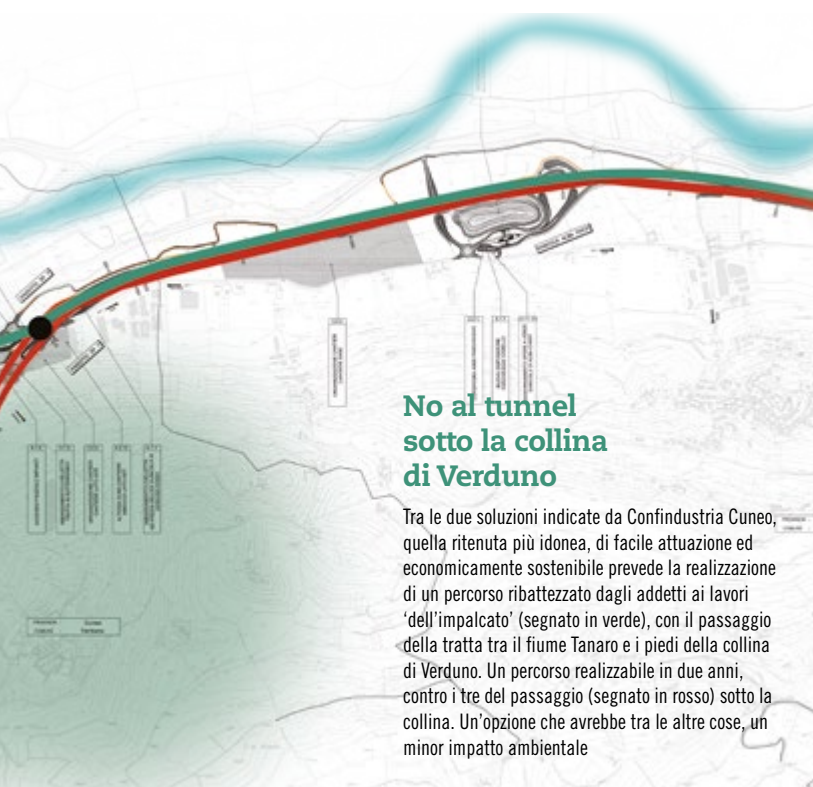 No al tunnel
sotto la collina
di Verduno
Tra le due soluzioni indicate da Confindustria Cuneo,
quella ritenuta più idonea, di facile attuazione ed
economicamente sostenibile prevede la realizzazione
di un percorso ribattezzato dagli addetti ai lavori
‘dell’impalcato’ (segnato in verde), con il passaggio
della tratta tra il fiume Tanaro e i piedi della collina
di Verduno. Un percorso realizzabile in due anni,
contro i tre del passaggio (segnato in rosso) sotto la
collina. Un’opzione che avrebbe tra le altre cose, un
minor impatto ambientale